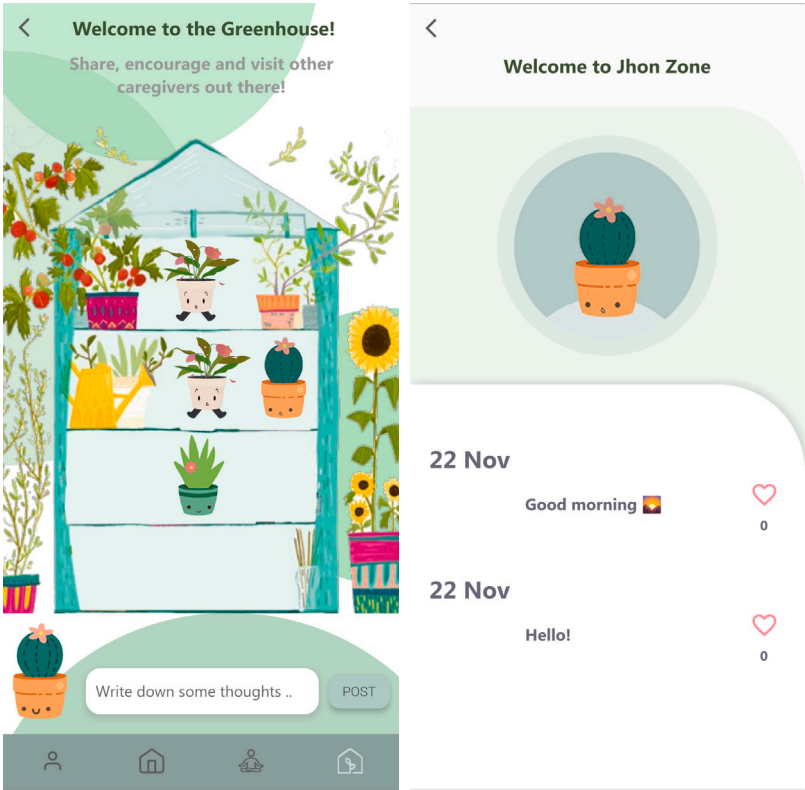 Welcome to the Greenhouse!
Share, encourage and visit other
caregivers out there!
Write down some thoughts ..
POST
Welcome to Jhon Zone
22 Nov
Good morning 🌄
0
22 Nov
Hello!
0